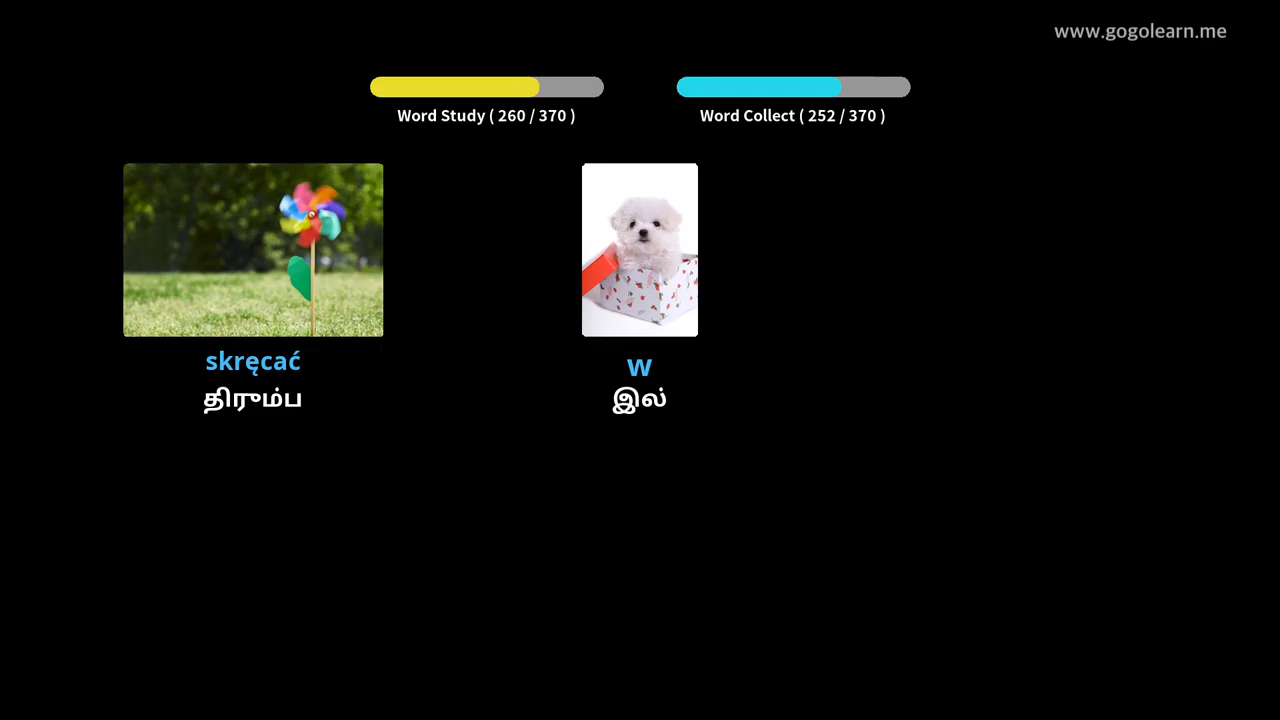 www.gogolearn.me
Word Study ( 260 / 370 )
Word Collect ( 252 / 370 )
skręcać
திரும்ப
w
இல்